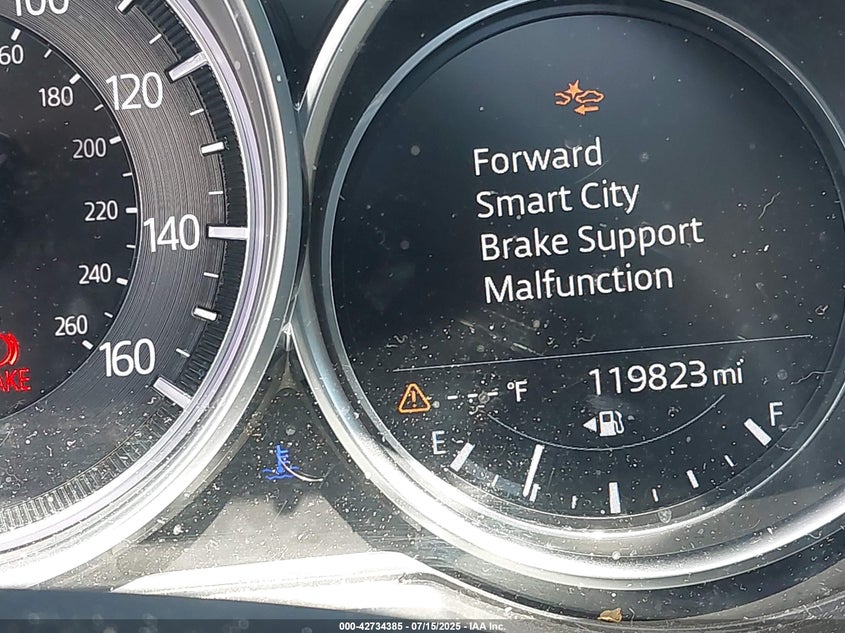 100
120
140
160
60
180
200
220
240
260
Forward
Smart City
Brake Support
Malfunction
- - - °F
119823 mi
E
F
000-42734385 - 07/15/2025 - IAA Inc.